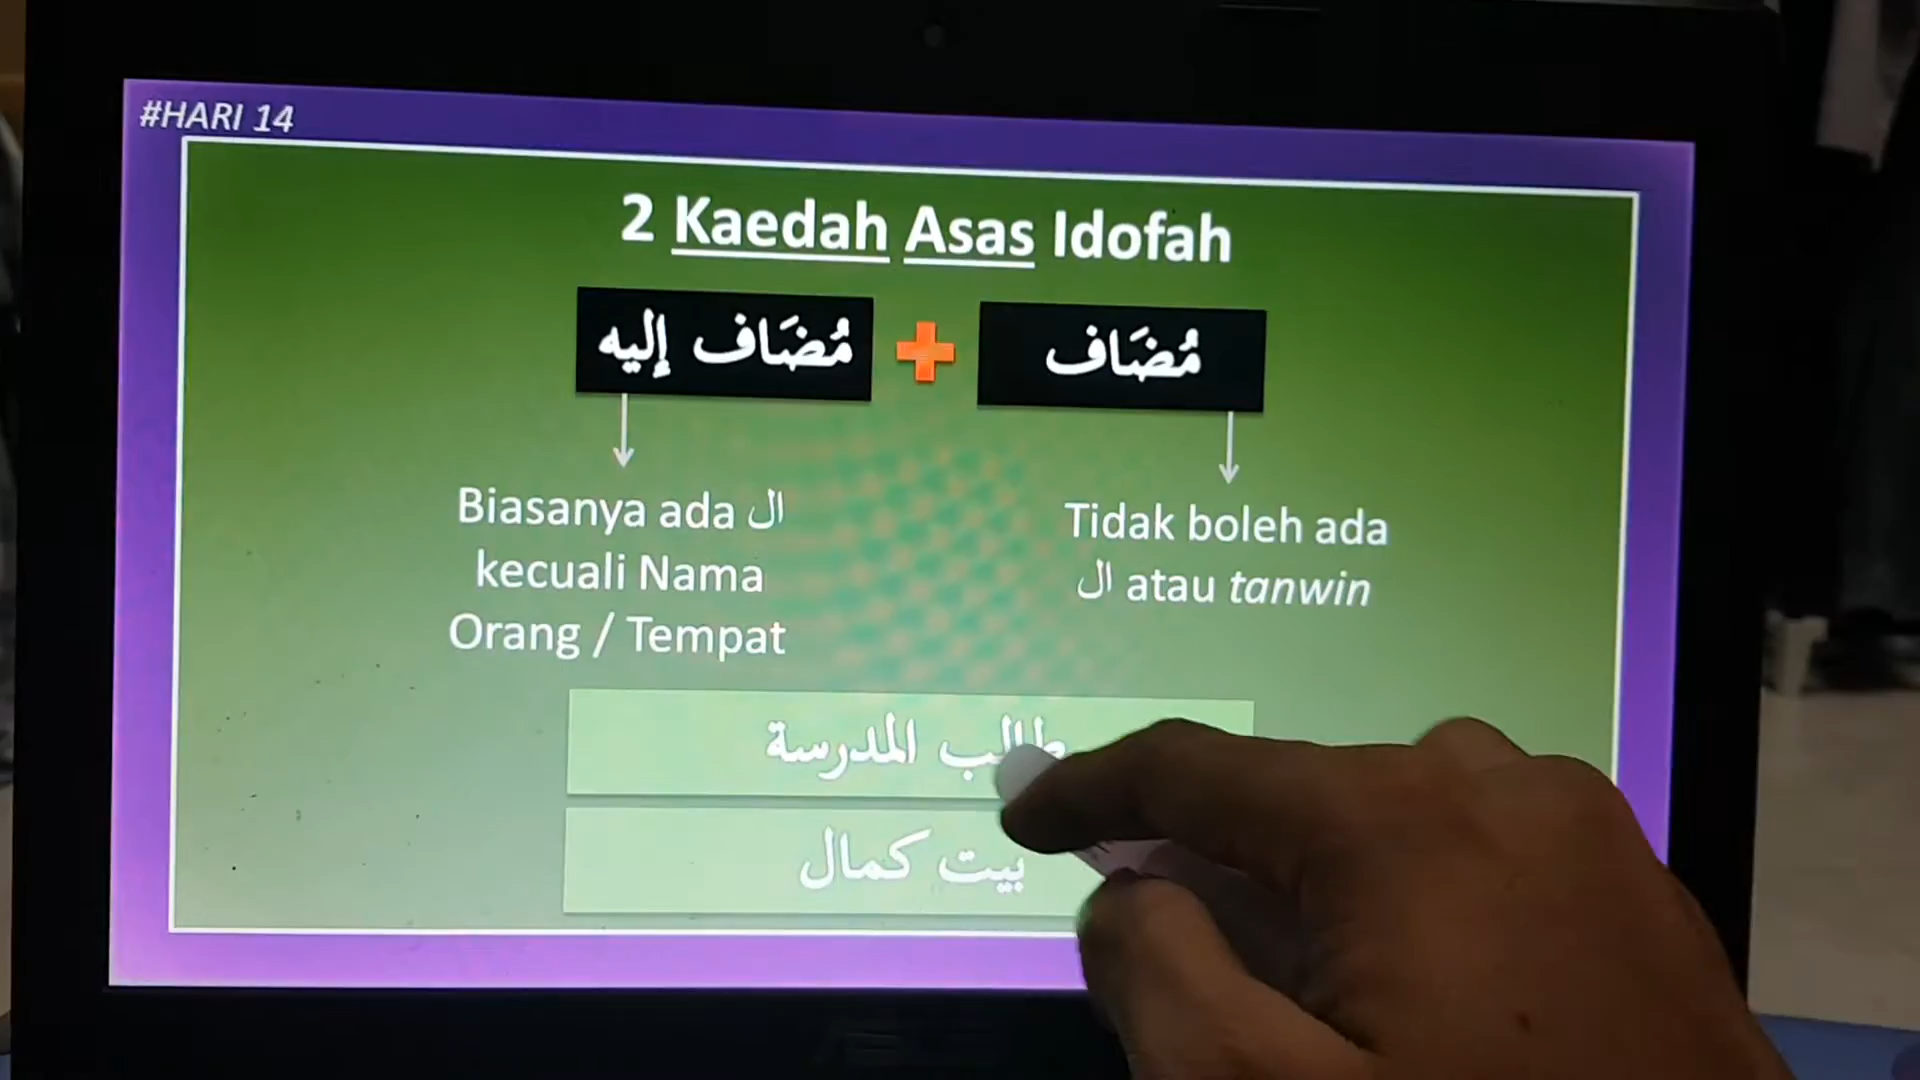 #HARI 14
2 Kaedah Asas Idofah
مُضَاف + مُضَاف إليه
Tidak boleh ada
ال atau tanwin
Biasanya ada ال
kecuali Nama
Orang / Tempat
طالب المدرسة
بيت كمال